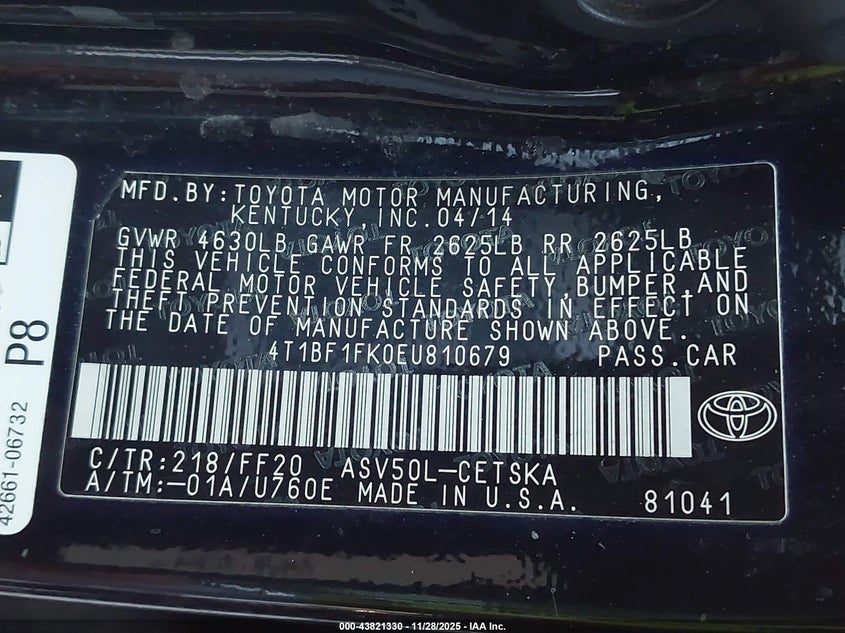 MFD.BY:TOYOTA MOTOR MANUFACTURING,
KENTUCKY, INC.04/14
GVWR 4630LB GAWR FR 2625LB RR 2625LB
THIS VEHICLE CONFORMS TO ALL APPLICABLE
FEDERAL MOTOR VEHICLE SAFETY,BUMPER,AND
THEFT PREVENTION STANDARDS IN EFFECT ON
THE DATE OF MANUFACTURE SHOWN ABOVE.
4T1BF1FK0EU810679 PASS.CAR
C/TR:218/FF20 ASV50L-CETSKA
A/TM:-01A/U760E MADE IN U.S.A. 81041
P8
42661-06732
000-43821330 - 11/28/2025 - IAA Inc.